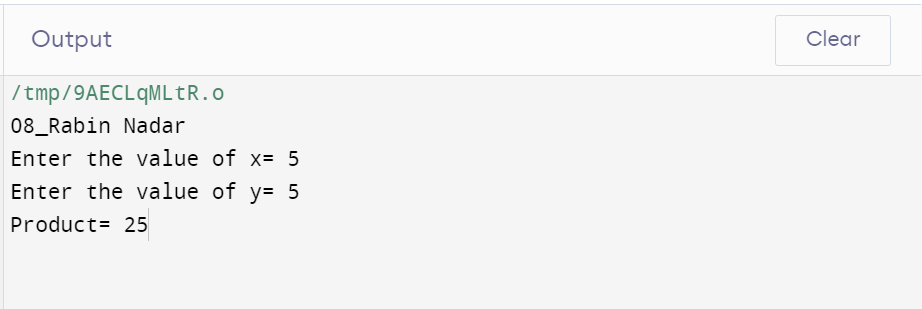 Output
Clear
/tmp/9AECLqMLtR.o
08_Rabin Nadar
Enter the value of x= 5
Enter the value of y= 5
Product= 25